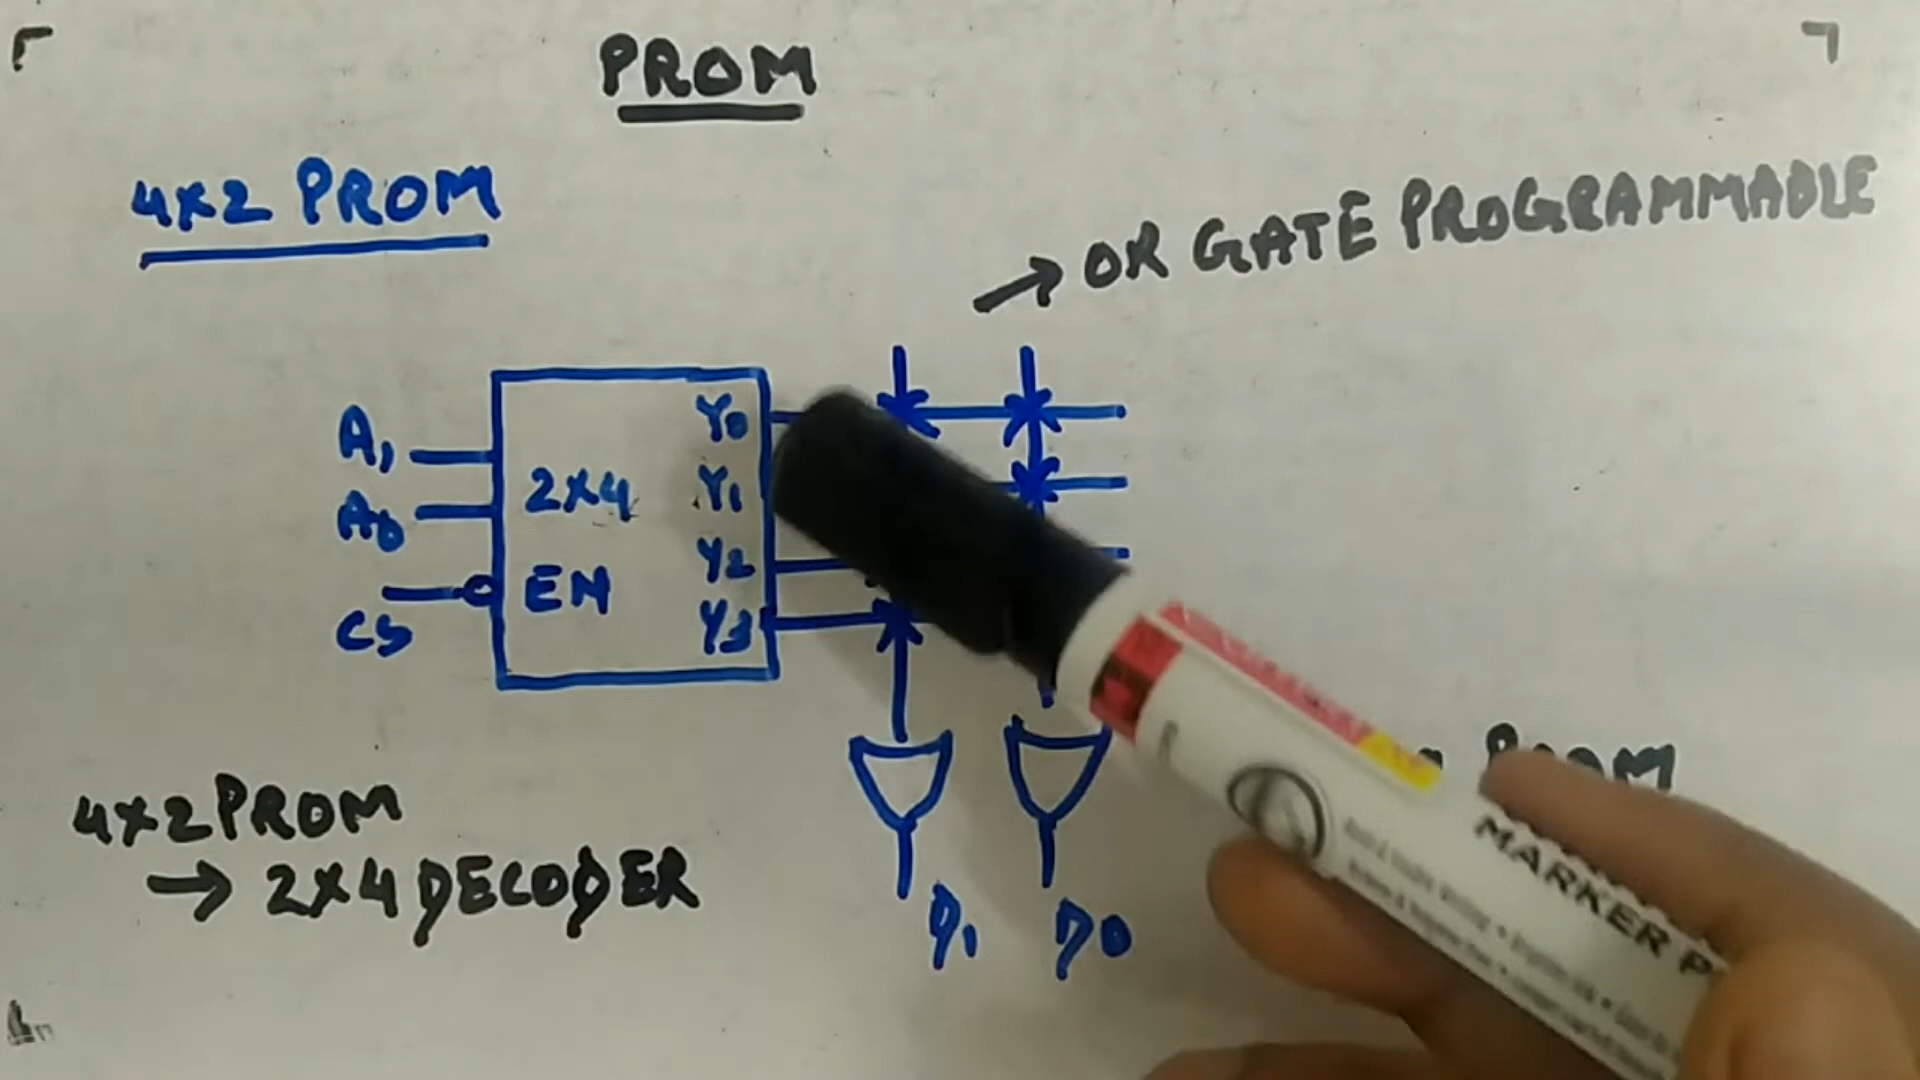 PROM
4x2 PROM
→ OR GATE PROGRAMMABLE
A1
A0
CS
2x4
EN
Y0
Y1
Y2
Y3
4x2 PROM
→ 2x4 DECODER
D1 D0
MARKER P